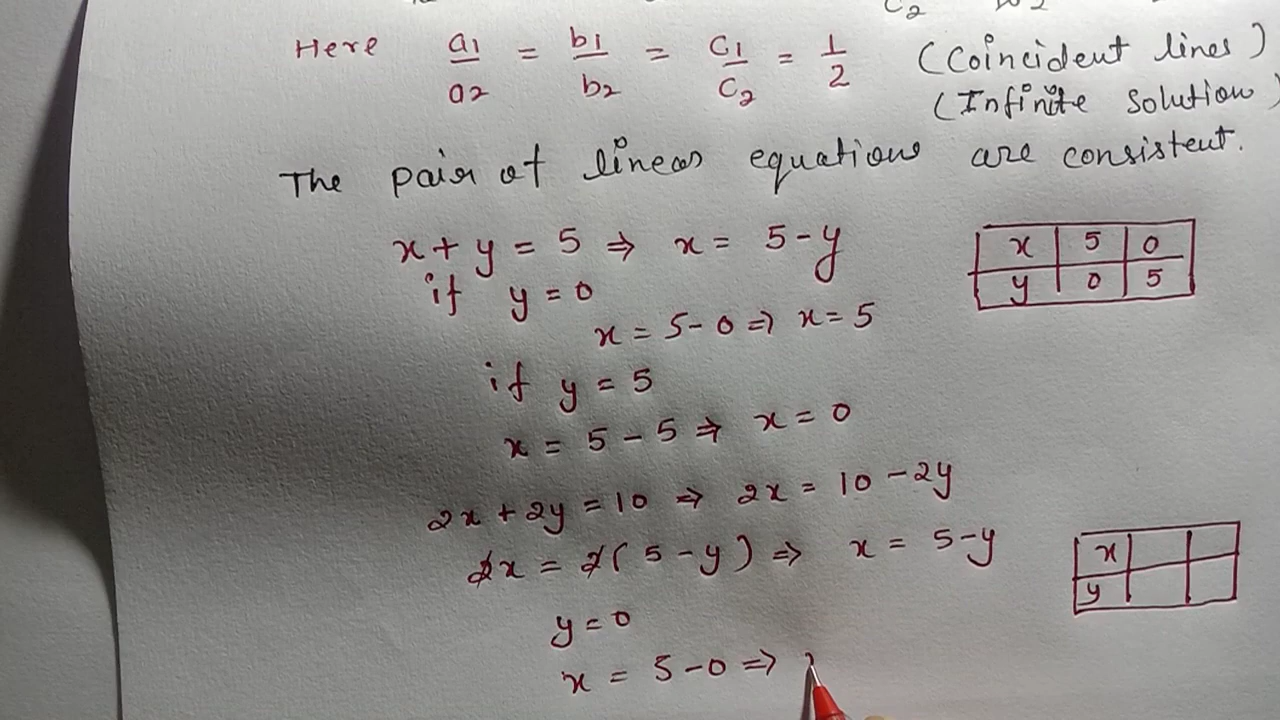 Here a1/a2 = b1/b2 = C1/C2 = 1/2 (Coincident lines)
(Infinite solution)
The pair of linear equations are consistent.
x + y = 5 ⇒ x = 5 - y
if y = 0
x = 5 - 0 ⇒ x = 5
x | 5 | 0
y | 0 | 5
if y = 5
x = 5 - 5 ⇒ x = 0
2x + 2y = 10 ⇒ 2x = 10 - 2y
2x = 2(5 - y) ⇒ x = 5 - y
x
y
y = 0
x = 5 - 0 ⇒